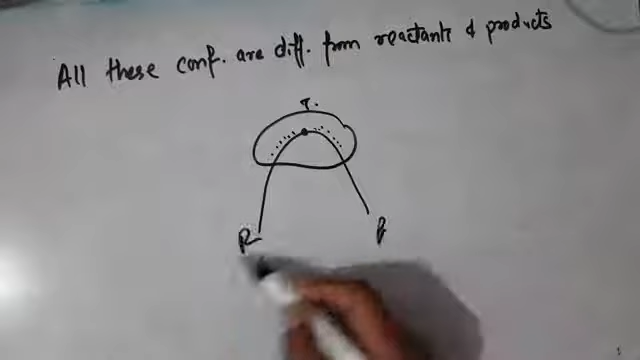 All these conf. are diff. from reactants & products
T.
R
P